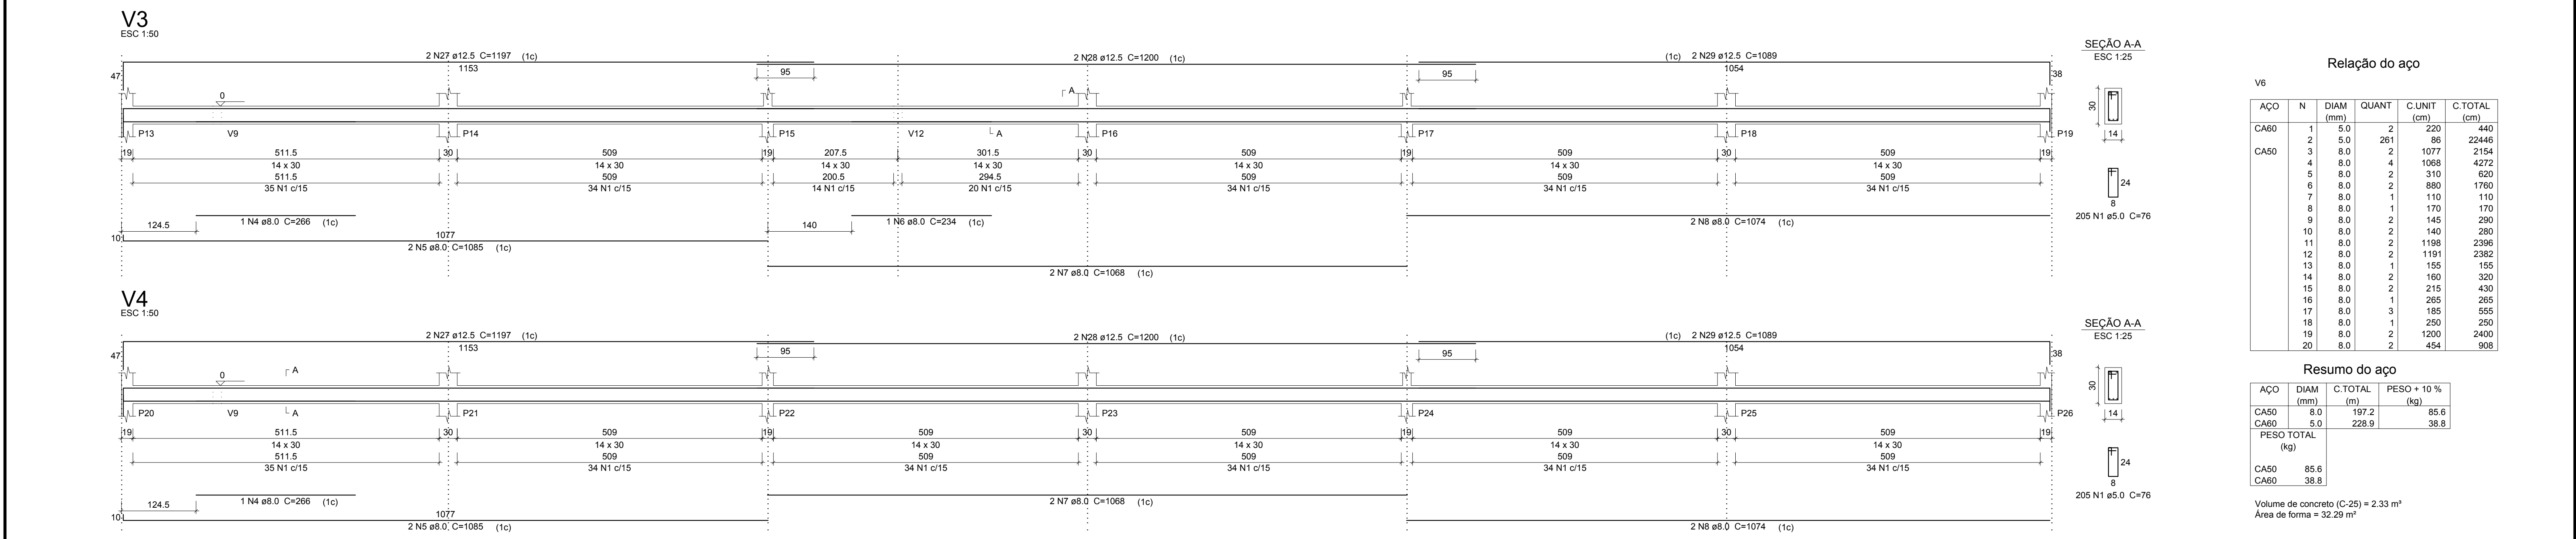 V3
ESC 1:50
2 N27 ø12.5 C=1197 (1c)
1153
2 N28 ø12.5 C=1200 (1c)
(1c) 2 N29 ø12.5 C=1089
1054
47
95
95
38
0
A
P13 V9 P14 P15 V12 A P16 P17 P18 P19
19 511.5 30 509 19 207.5 301.5 30 509 19 509 30 509 19
14 x 30 14 x 30 14 x 30 14 x 30 14 x 30 14 x 30 14 x 30
511.5 509 200.5 294.5 509 509 509
35 N1 c/15 34 N1 c/15 14 N1 c/15 20 N1 c/15 34 N1 c/15 34 N1 c/15 34 N1 c/15
124.5 1 N4 ø8.0 C=266 (1c) 140 1 N6 ø8.0 C=234 (1c) 2 N8 ø8.0 C=1074 (1c)
10 1077
2 N5 ø8.0 C=1085 (1c)
2 N7 ø8.0 C=1068 (1c)
SEÇÃO A-A
ESC 1:25
30
14
24
8
205 N1 ø5.0 C=76
V4
ESC 1:50
2 N27 ø12.5 C=1197 (1c)
1153
2 N28 ø12.5 C=1200 (1c)
(1c) 2 N29 ø12.5 C=1089
1054
47
95
95
38
0
A
P20 V9 A P21 P22 P23 P24 P25 P26
19 511.5 30 509 19 509 30 509 19 509 30 509 19
14 x 30 14 x 30 14 x 30 14 x 30 14 x 30 14 x 30
511.5 509 509 509 509 509
35 N1 c/15 34 N1 c/15 34 N1 c/15 34 N1 c/15 34 N1 c/15 34 N1 c/15
124.5 1 N4 ø8.0 C=266 (1c) 2 N7 ø8.0 C=1068 (1c)
10 1077
2 N5 ø8.0 C=1085 (1c) 2 N8 ø8.0 C=1074 (1c)
SEÇÃO A-A
ESC 1:25
30
14
24
8
205 N1 ø5.0 C=76
Relação do aço
V6
AÇO N DIAM QUANT C.UNIT C.TOTAL
(mm) (cm) (cm)
CA60 1 5.0 2 220 440
2 5.0 261 86 22446
CA50 3 8.0 2 1077 2154
4 8.0 4 1068 4272
5 8.0 2 310 620
6 8.0 2 880 1760
7 8.0 1 110 110
8 8.0 1 170 170
9 8.0 2 145 290
10 8.0 2 140 280
11 8.0 2 1198 2396
12 8.0 2 1191 2382
13 8.0 1 155 155
14 8.0 2 160 320
15 8.0 2 215 430
16 8.0 1 265 265
17 8.0 3 185 555
18 8.0 1 250 250
19 8.0 2 1200 2400
20 8.0 2 454 908
Resumo do aço
AÇO DIAM C.TOTAL PESO + 10 %
(mm) (m) (kg)
CA50 8.0 197.2 85.6
CA60 5.0 228.9 38.8
PESO TOTAL
(kg)
CA50 85.6
CA60 38.8
Volume de concreto (C-25) = 2.33 m³
Área de forma = 32.29 m²